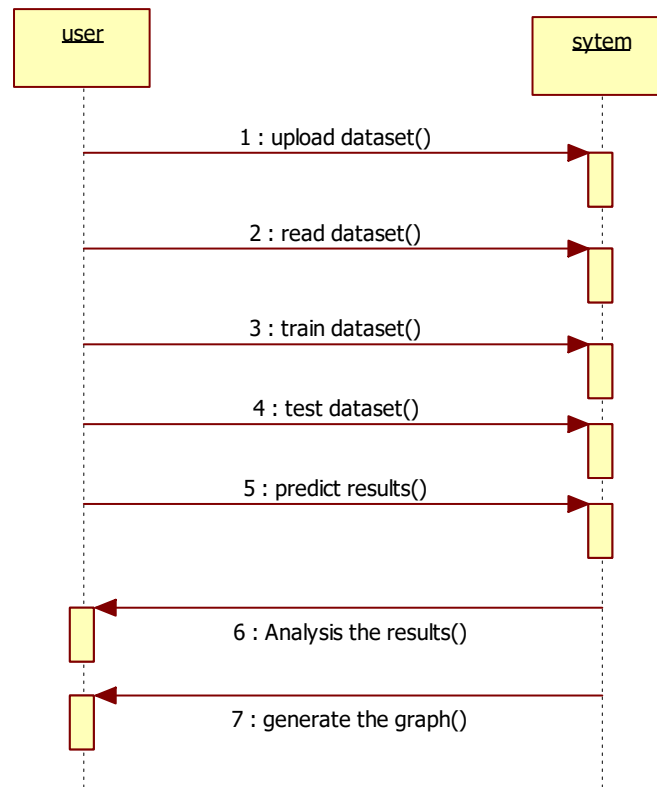 user
sytem
1 : upload dataset()
2 : read dataset()
3 : train dataset()
4 : test dataset()
5 : predict results()
6 : Analysis the results()
7 : generate the graph()